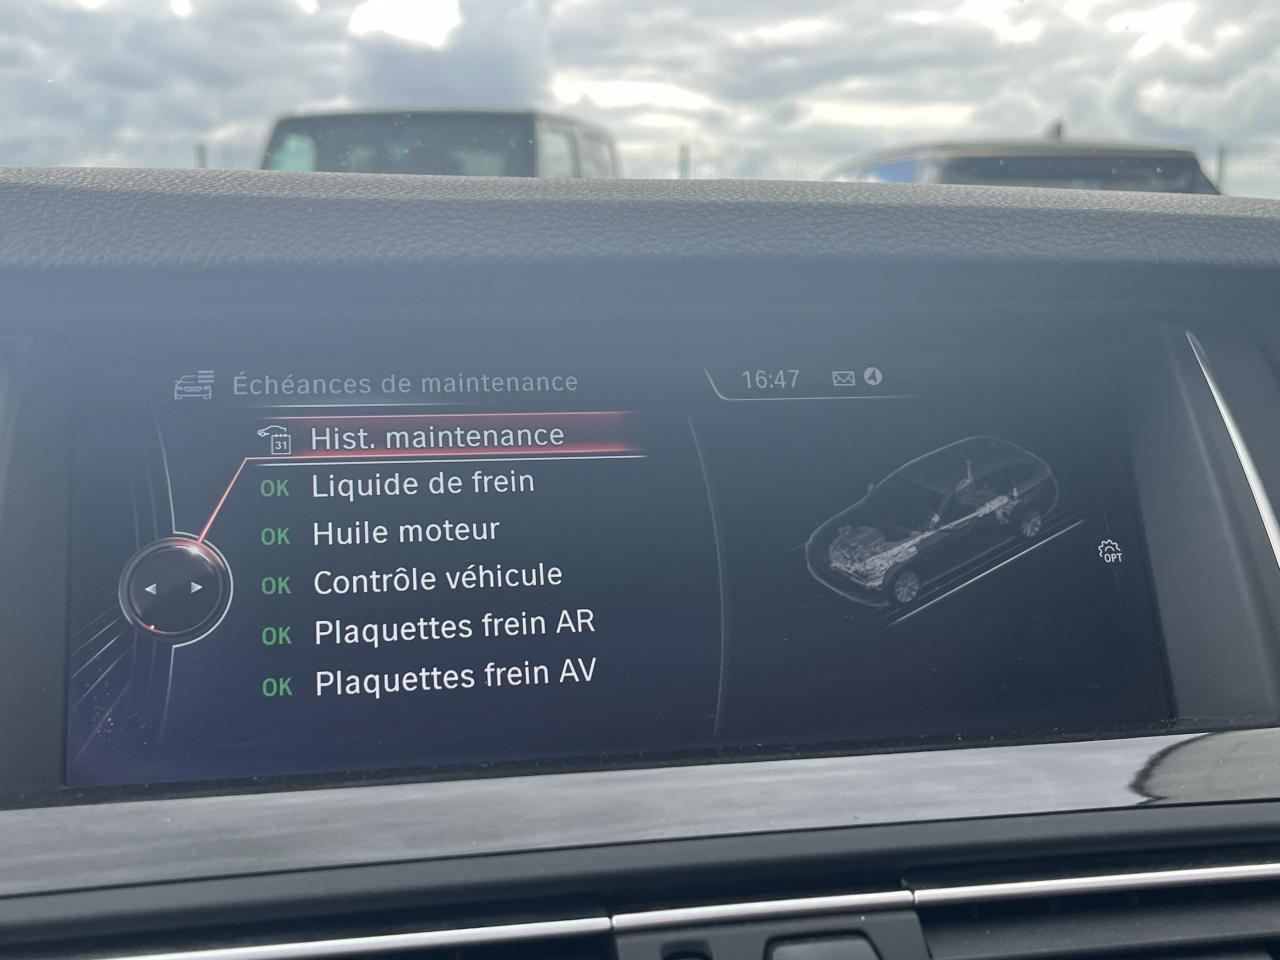 Échéances de maintenance
16:47
31 Hist. maintenance
OK Liquide de frein
OK Huile moteur
OK Contrôle véhicule
OK Plaquettes frein AR
OK Plaquettes frein AV
OPT